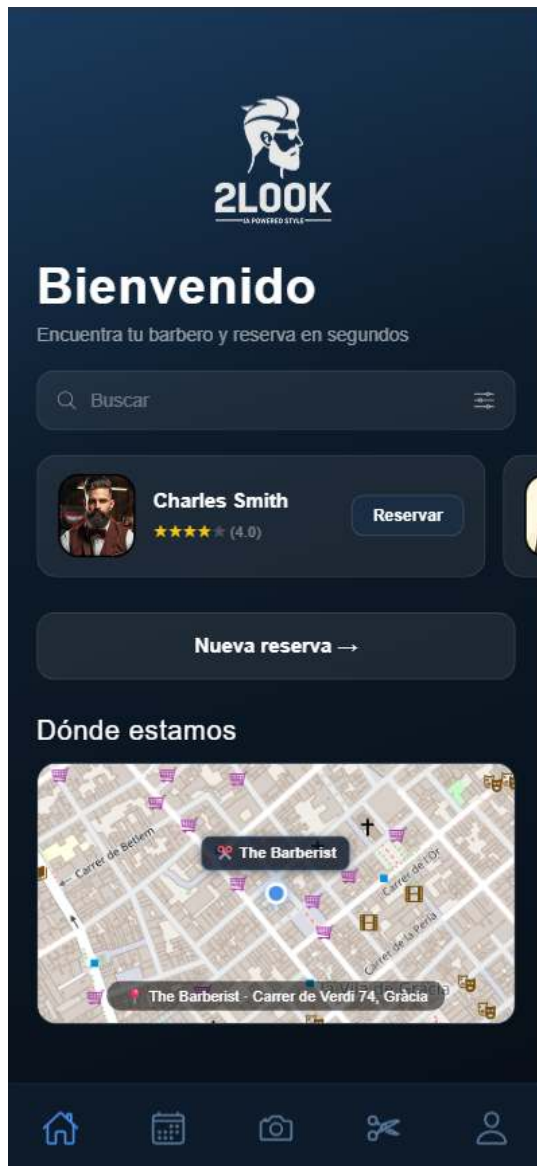 2LOOK
IA POWERED STYLE
Bienvenido
Encuentra tu barbero y reserva en segundos
Buscar
Charles Smith
★★★★★ (4.0)
Reservar
Nueva reserva →
Dónde estamos
The Barberist
← Carrer de Betlem
Carrer de l'Or
Carrer de la Perla
The Barberist - Carrer de Verdi 74, Gràcia